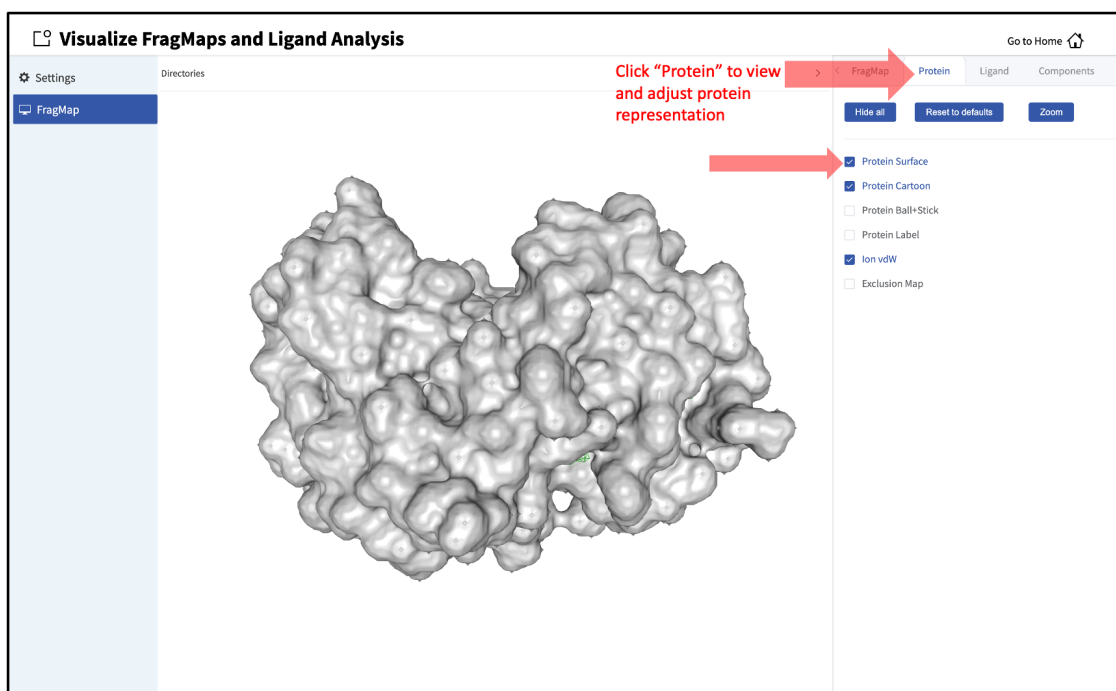 Visualize FragMaps and Ligand Analysis
Go to Home
Settings
FragMap
Directories
Click “Protein” to view
and adjust protein
representation
FragMap Protein Ligand Components
Hide all Reset to defaults Zoom
Protein Surface
Protein Cartoon
Protein Ball+Stick
Protein Label
Ion vdW
Exclusion Map